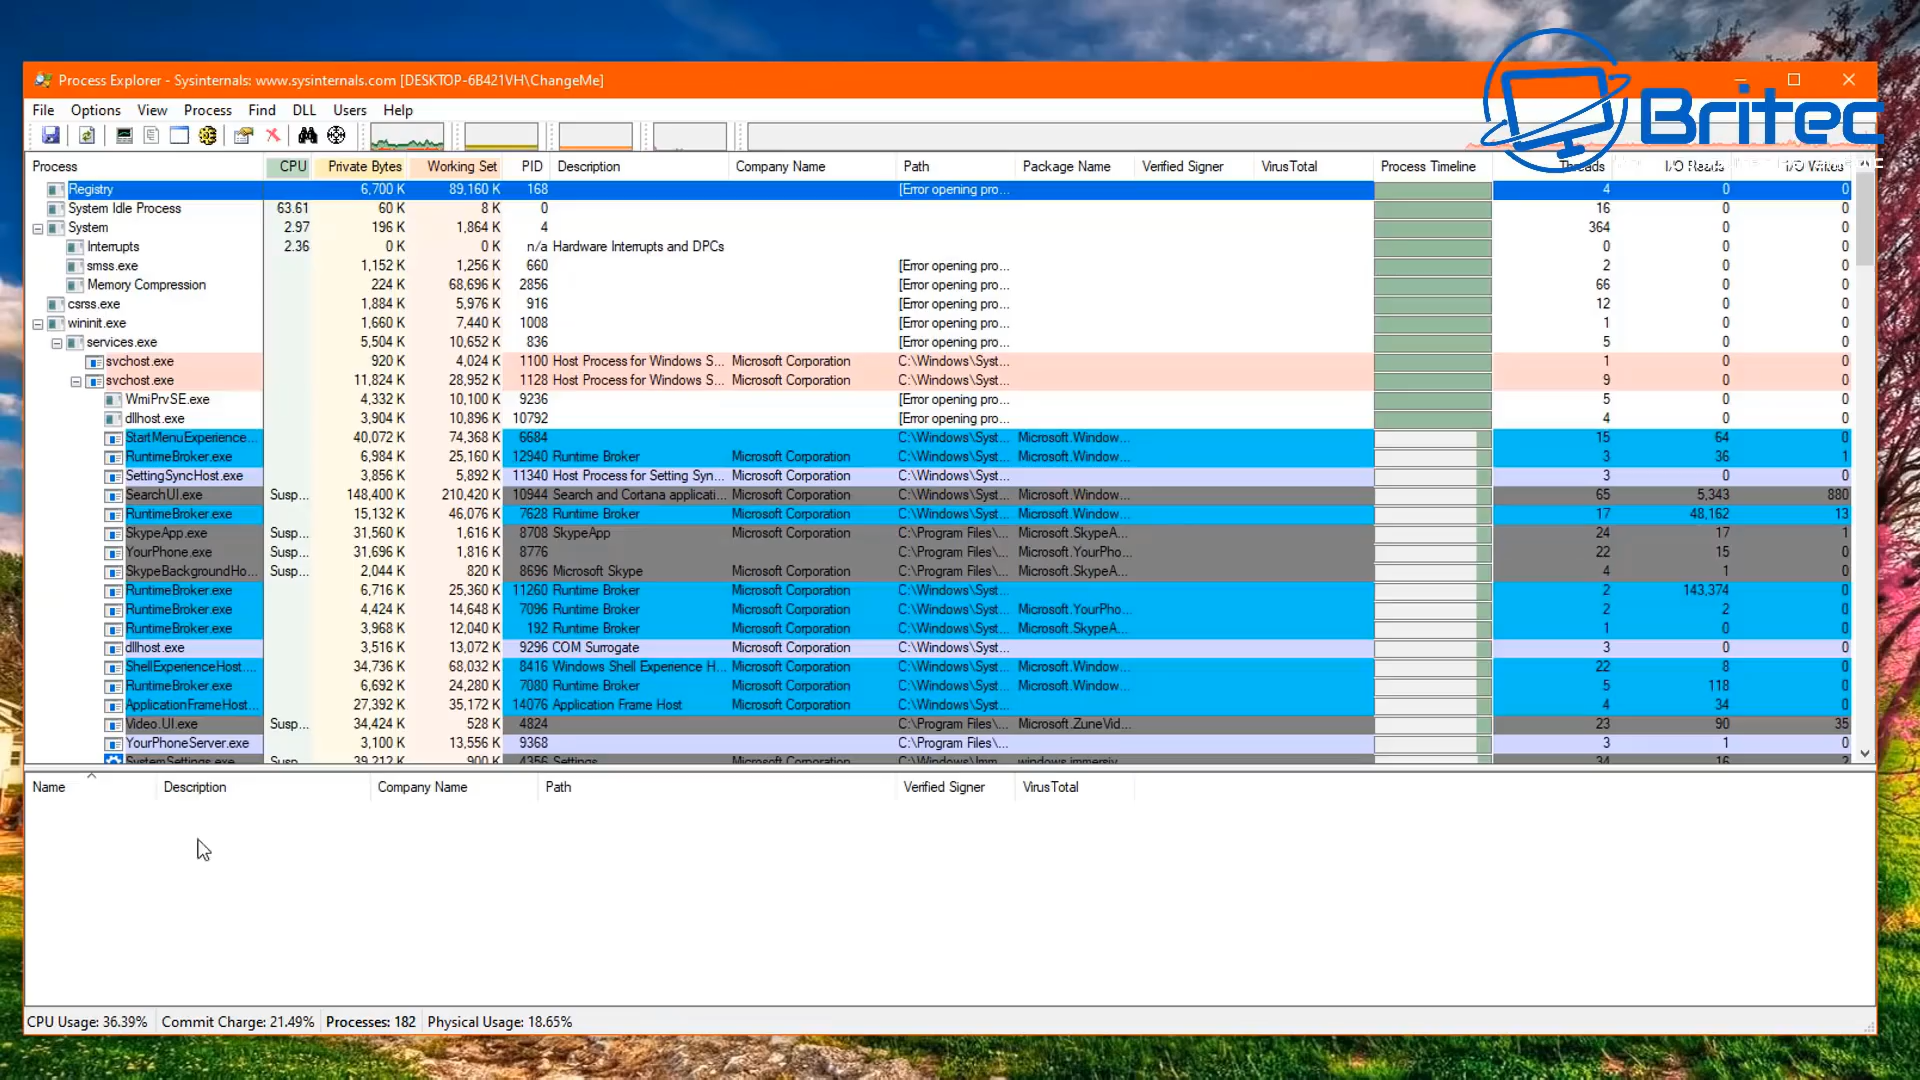 Process Explorer - Sysinternals: www.sysinternals.com [DESKTOP-6B421VH\ChangeMe]
Britec
File Options View Process Find DLL Users Help
Process CPU Private Bytes Working Set PID Description Company Name Path Package Name Verified Signer VirusTotal Process Timeline Threads I/O Reads I/O Writes
Registry 6,700 K 89,160 K 168 [Error opening pro... 4 0 0
System Idle Process 63.61 60 K 8 K 0 16 0 0
System 2.97 196 K 1,864 K 4 364 0 0
Interrupts 2.36 0 K 0 K n/a Hardware Interrupts and DPCs 0 0 0
smss.exe 1,152 K 1,256 K 660 [Error opening pro... 2 0 0
Memory Compression 224 K 68,696 K 2856 [Error opening pro... 66 0 0
csrss.exe 1,884 K 5,976 K 916 [Error opening pro... 12 0 0
wininit.exe 1,660 K 7,440 K 1008 [Error opening pro... 1 0 0
services.exe 5,504 K 10,652 K 836 [Error opening pro... 5 0 0
svchost.exe 920 K 4,024 K 1100 Host Process for Windows S... Microsoft Corporation C:\Windows\Syst... 1 0 0
svchost.exe 11,824 K 28,952 K 1128 Host Process for Windows S... Microsoft Corporation C:\Windows\Syst... 9 0 0
WmiPrvSE.exe 4,332 K 10,100 K 9236 [Error opening pro... 5 0 0
dllhost.exe 3,904 K 10,896 K 10792 [Error opening pro... 4 0 0
StartMenuExperience... 40,072 K 74,368 K 6684 C:\Windows\Syst... Microsoft.Window... 15 64 0
RuntimeBroker.exe 6,984 K 25,160 K 12940 Runtime Broker Microsoft Corporation C:\Windows\Syst... Microsoft.Window... 3 36 1
SettingSyncHost.exe 3,856 K 5,892 K 11340 Host Process for Setting Syn... Microsoft Corporation C:\Windows\Syst... 3 0 0
SearchUI.exe Susp... 148,400 K 210,420 K 10944 Search and Cortana applicati... Microsoft Corporation C:\Windows\Syst... Microsoft.Window... 65 5,343 880
RuntimeBroker.exe 15,132 K 46,076 K 7628 Runtime Broker Microsoft Corporation C:\Windows\Syst... Microsoft.Window... 17 48,162 13
SkypeApp.exe Susp... 31,560 K 1,616 K 8708 SkypeApp Microsoft Corporation C:\Program Files\... Microsoft.SkypeA... 24 17 1
YourPhone.exe Susp... 31,696 K 1,816 K 8776 C:\Program Files\... Microsoft.YourPho... 22 15 0
SkypeBackgroundHo... Susp... 2,044 K 820 K 8696 Microsoft Skype Microsoft Corporation C:\Program Files\... Microsoft.SkypeA... 4 1 0
RuntimeBroker.exe 6,716 K 25,360 K 11260 Runtime Broker Microsoft Corporation C:\Windows\Syst... 2 143,374 0
RuntimeBroker.exe 4,424 K 14,648 K 7096 Runtime Broker Microsoft Corporation C:\Windows\Syst... Microsoft.YourPho... 2 2 0
RuntimeBroker.exe 3,968 K 12,040 K 192 Runtime Broker Microsoft Corporation C:\Windows\Syst... Microsoft.SkypeA... 1 0 0
dllhost.exe 3,516 K 13,072 K 9296 COM Surrogate Microsoft Corporation C:\Windows\Syst... 3 0 0
ShellExperienceHost.... 34,736 K 68,032 K 8416 Windows Shell Experience H... Microsoft Corporation C:\Windows\Syst... Microsoft.Window... 22 8 0
RuntimeBroker.exe 6,692 K 24,280 K 7080 Runtime Broker Microsoft Corporation C:\Windows\Syst... Microsoft.Window... 5 118 0
ApplicationFrameHost... 27,392 K 35,172 K 14076 Application Frame Host Microsoft Corporation C:\Windows\Syst... 4 34 0
Video.UI.exe Susp... 34,424 K 528 K 4824 C:\Program Files\... Microsoft.ZuneVid... 23 90 35
YourPhoneServer.exe 3,100 K 13,556 K 9368 C:\Program Files\... 3 1 0
SystemSettings.exe Susp... 39,212 K 900 K 4356 Settings Microsoft Corporation C:\Windows\Imm... windows.immersiv... 34 16 2
Name Description Company Name Path Verified Signer VirusTotal
CPU Usage: 36.39% Commit Charge: 21.49% Processes: 182 Physical Usage: 18.65%